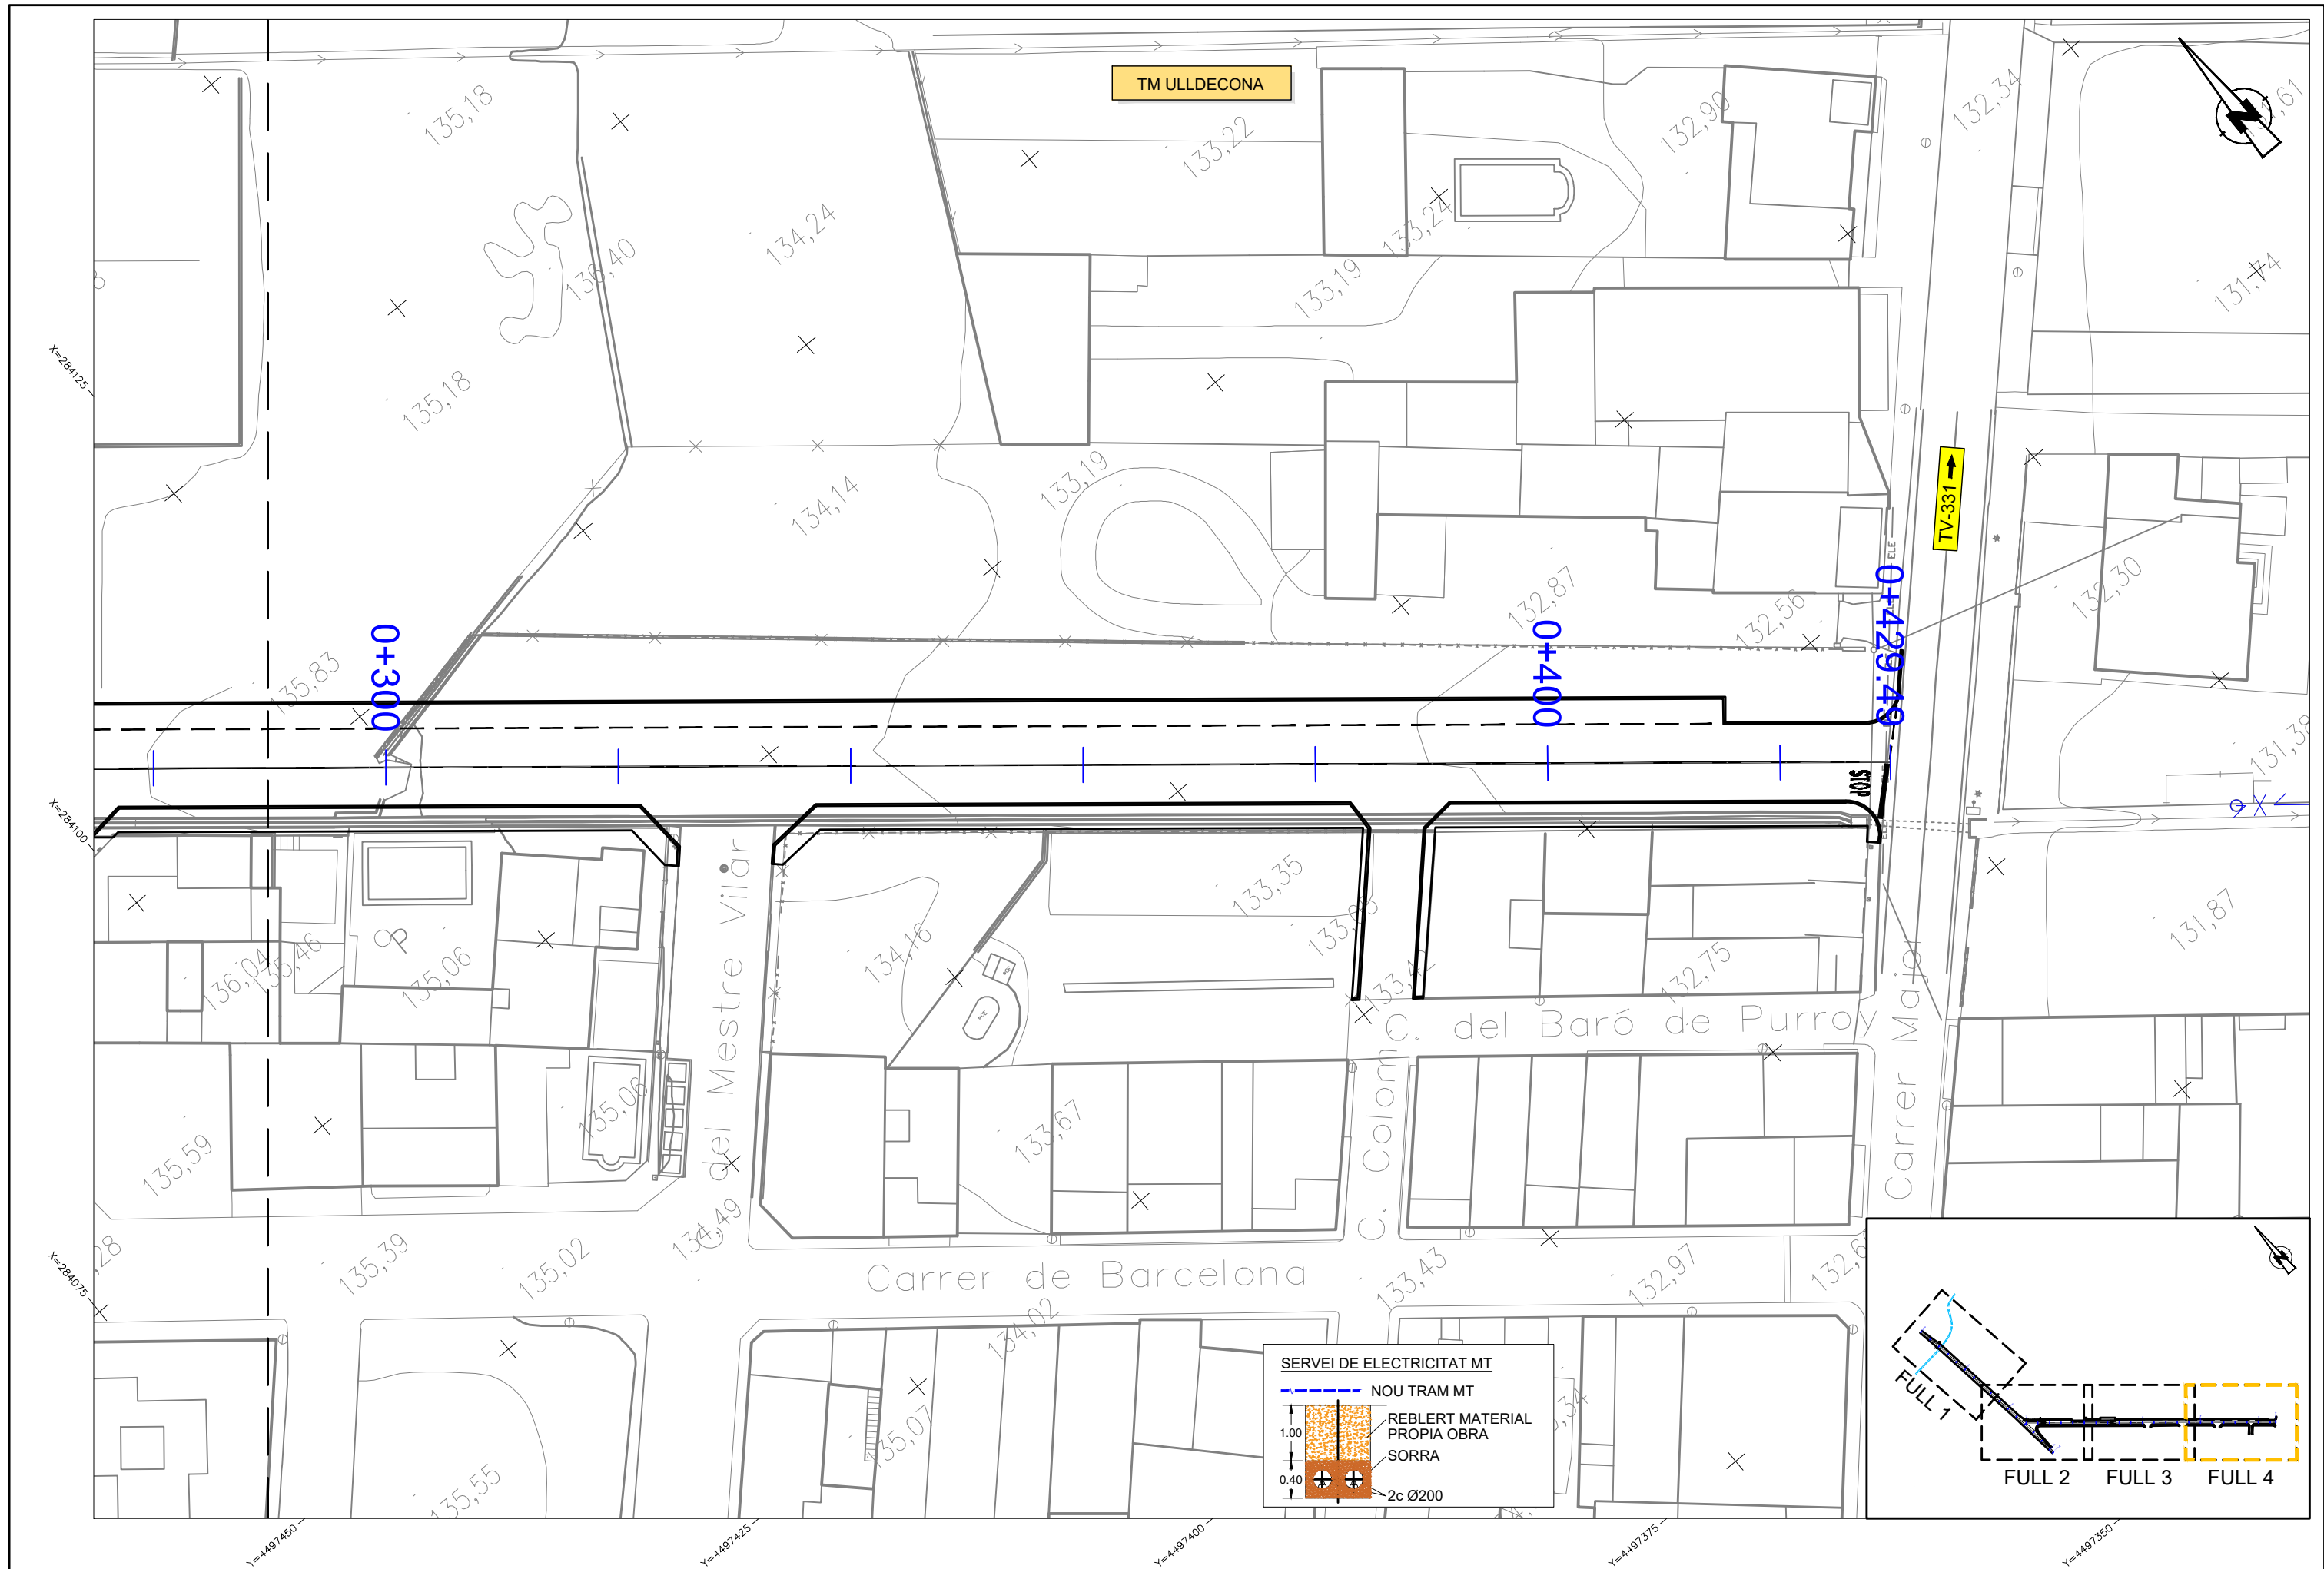 TM ULLDECONA
135,18
133,22
132,90
132,34
136,40
134,24
133,24
133,19
131,74
X=284125
135,18
133,19
134,14
TV-331
ELE
132,87
132,56
132,30
0+300
0+400
0+429.49
135,83
131,38
STOP
X=284100
133,35
134,16
135,06
136,04
135,46
132,75
131,87
C. del Mestre Vilar
C. del Baró de Purroy
C. Colom
Carrer Major
135,59
135,06
133,67
134,49
X=284075
135,39
135,02
Carrer de Barcelona
133,43
132,97
134,02
135,07
135,55
SERVEI DE ELECTRICITAT MT
NOU TRAM MT
REBLERT MATERIAL
PROPIA OBRA
SORRA
2c Ø200
1.00
0.40
FULL 1
FULL 2
FULL 3
FULL 4
N
N
Y=4497450
Y=4497425
Y=4497400
Y=4497375
Y=4497350